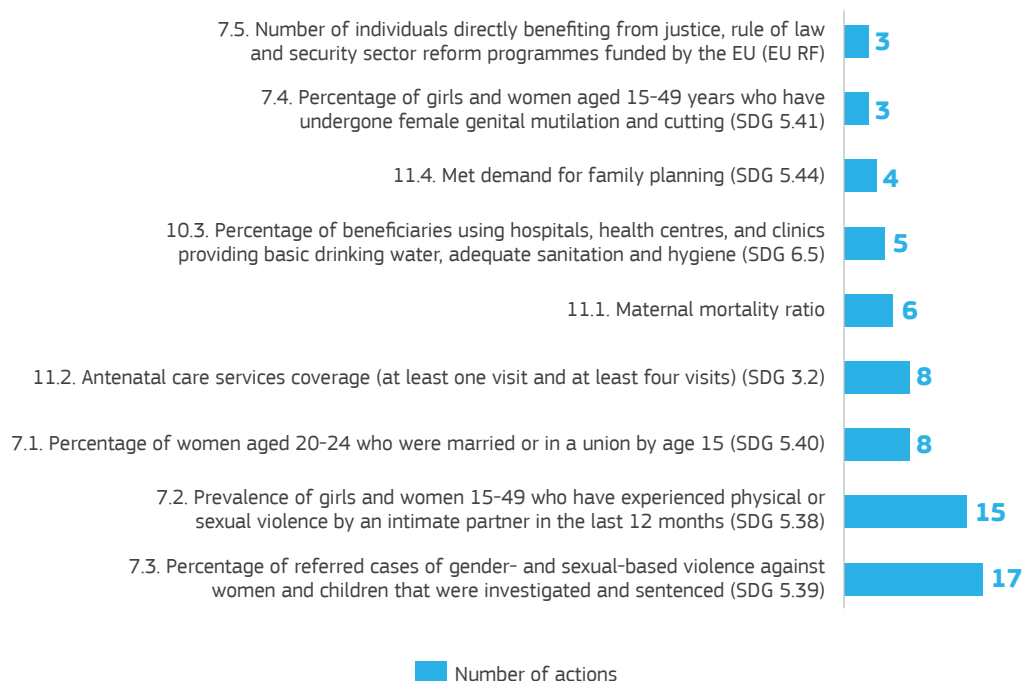 7.5. Number of individuals directly benefiting from justice, rule of law
and security sector reform programmes funded by the EU (EU RF)
3
7.4. Percentage of girls and women aged 15-49 years who have
undergone female genital mutilation and cutting (SDG 5.41)
3
11.4. Met demand for family planning (SDG 5.44)
4
10.3. Percentage of beneficiaries using hospitals, health centres, and clinics
providing basic drinking water, adequate sanitation and hygiene (SDG 6.5)
5
11.1. Maternal mortality ratio
6
11.2. Antenatal care services coverage (at least one visit and at least four visits) (SDG 3.2)
8
7.1. Percentage of women aged 20-24 who were married or in a union by age 15 (SDG 5.40)
8
7.2. Prevalence of girls and women 15-49 who have experienced physical or
sexual violence by an intimate partner in the last 12 months (SDG 5.38)
15
7.3. Percentage of referred cases of gender- and sexual-based violence against
women and children that were investigated and sentenced (SDG 5.39)
17
Number of actions